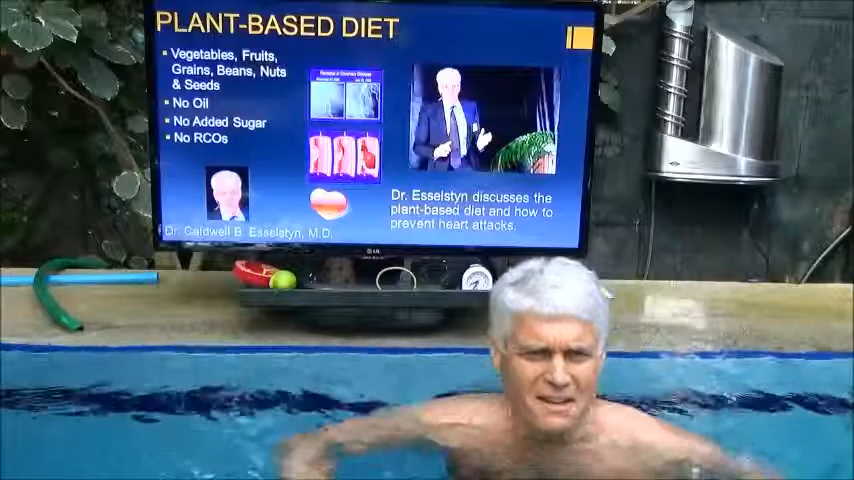 PLANT-BASED DIET
Vegetables, Fruits,
Grains, Beans, Nuts
& Seeds
No Oil
No Added Sugar
No RCOs
Dr. Caldwell B. Esselstyn, M.D.
Dr. Esselstyn discusses the
plant-based diet and how to
prevent heart attacks.
LG